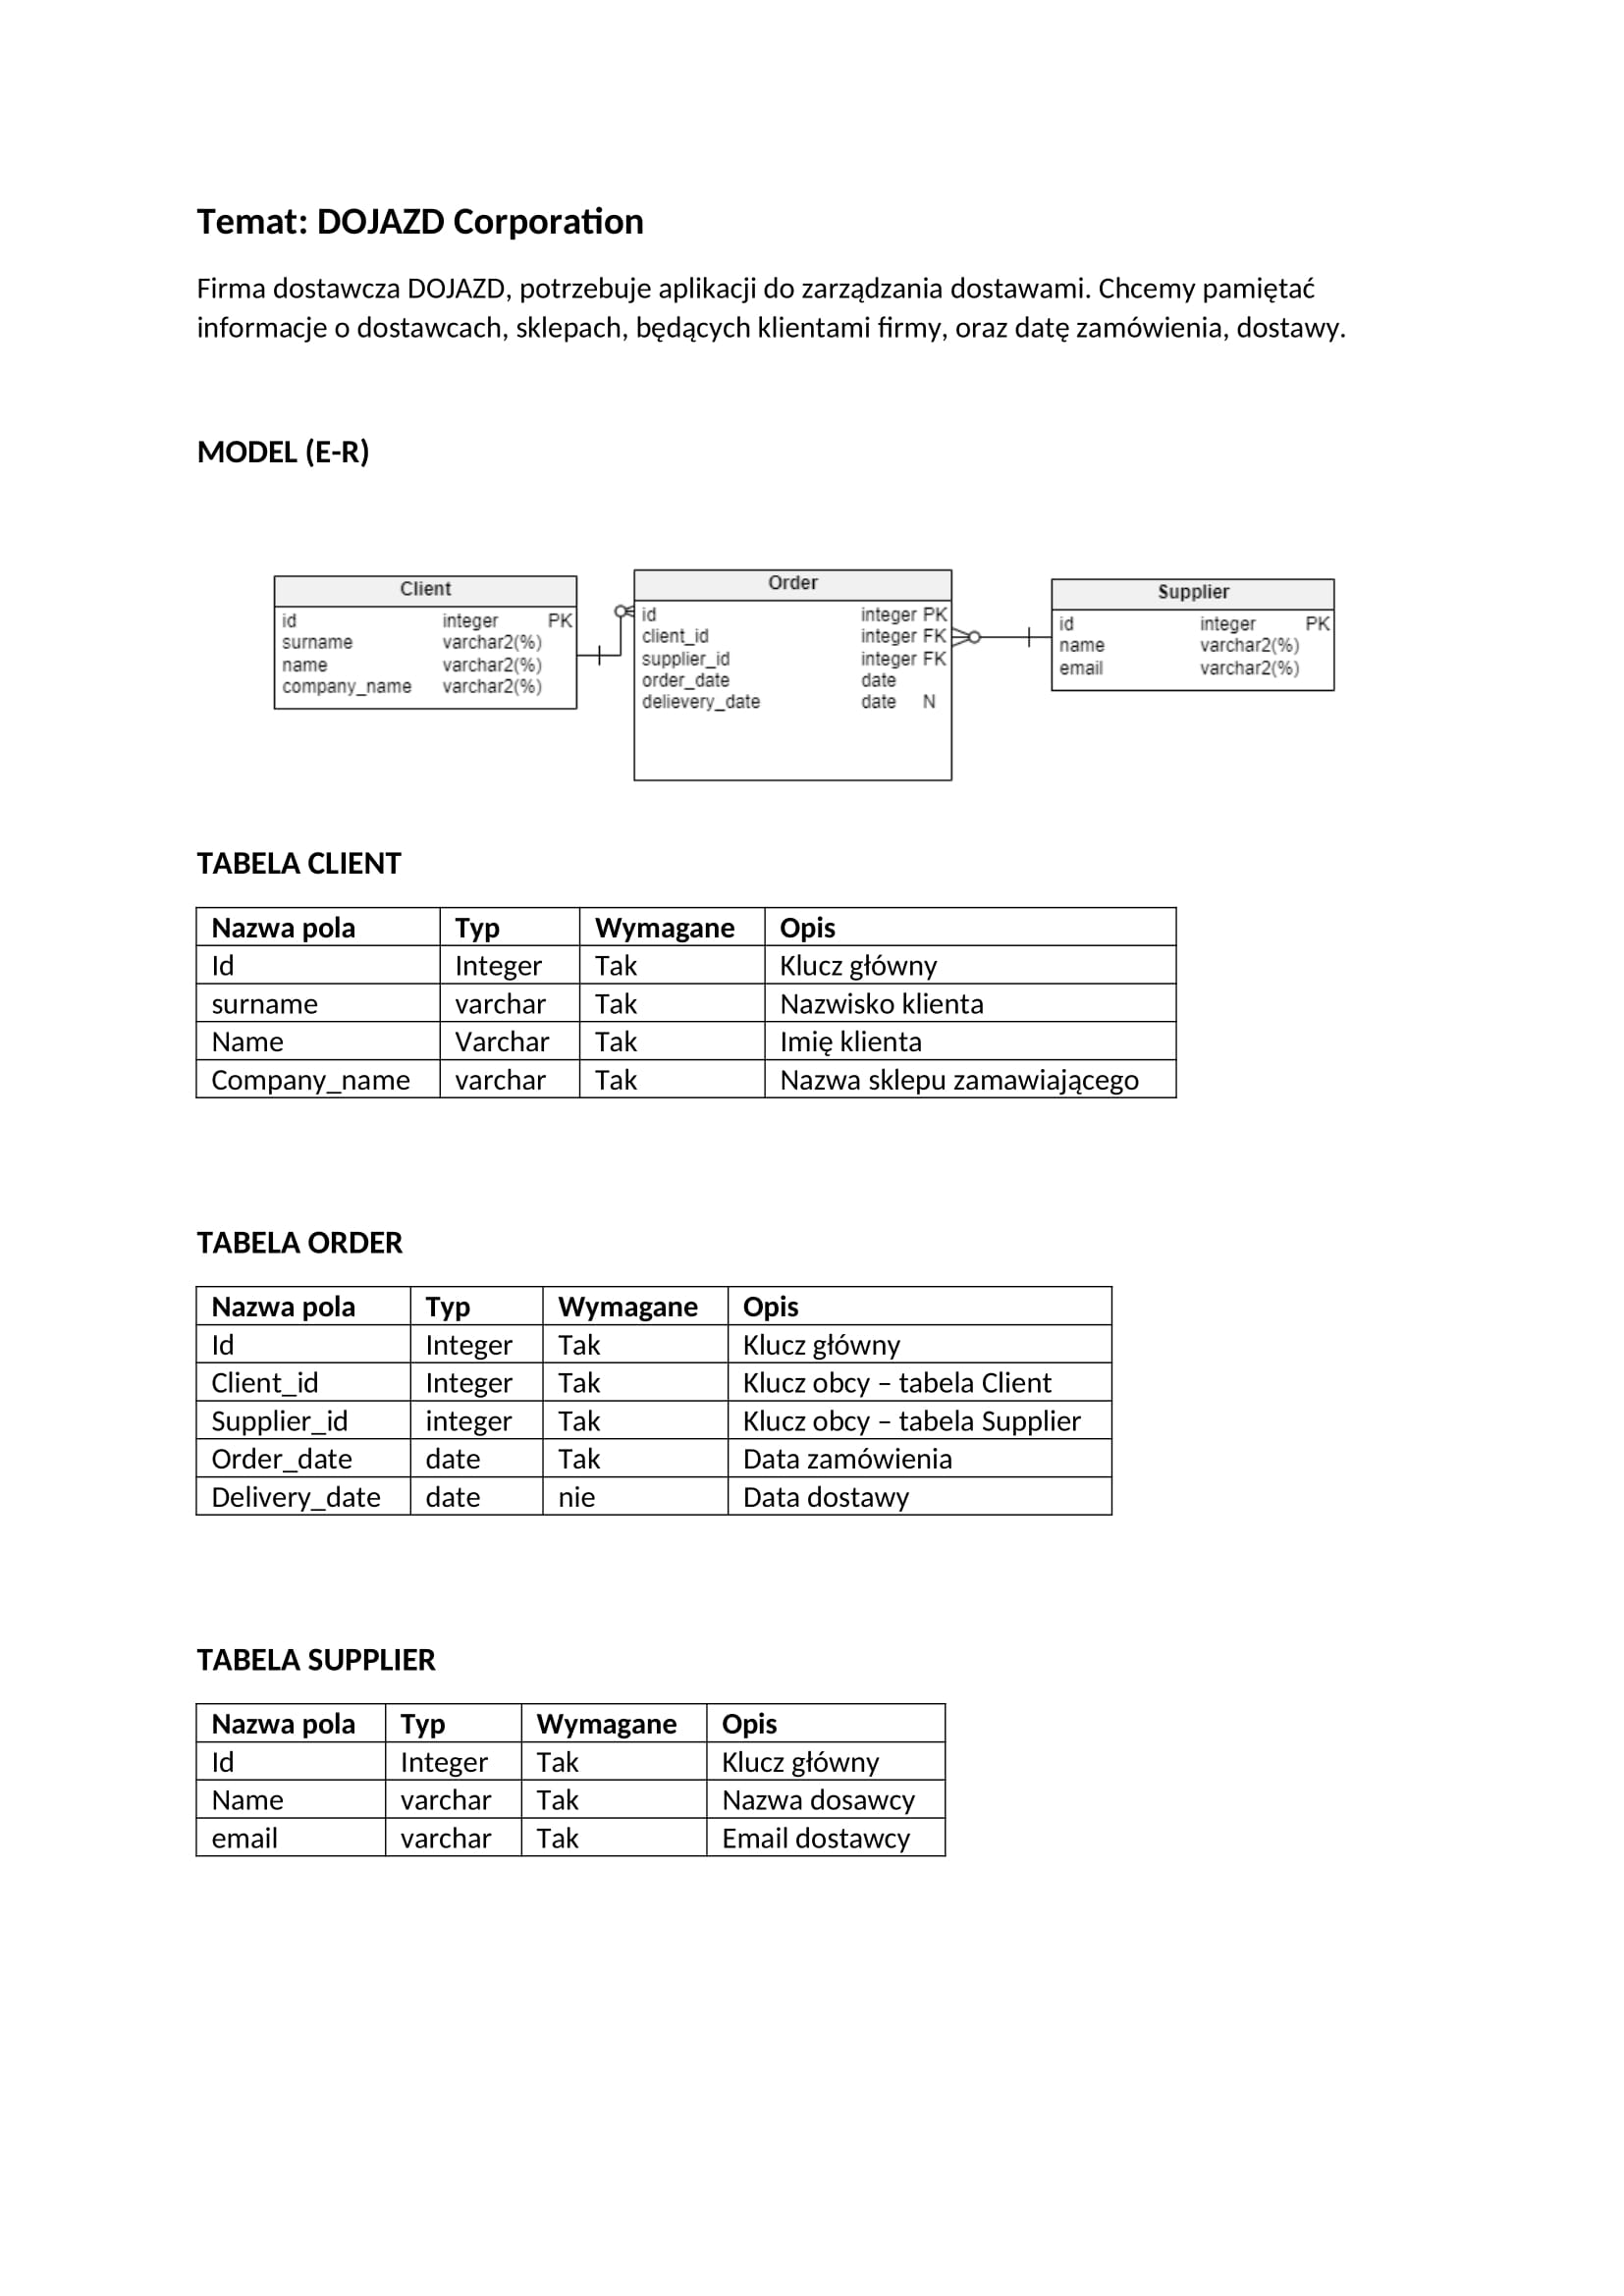 Temat: DOJAZD Corporation
Firma dostawcza DOJAZD, potrzebuje aplikacji do zarządzania dostawami. Chcemy pamiętać
informacje o dostawcach, sklepach, będących klientami firmy, oraz datę zamówienia, dostawy.
MODEL (E-R)
Client
id integer PK
surname varchar2(%)
name varchar2(%)
company_name varchar2(%)
Order
id integer PK
client_id integer FK
supplier_id integer FK
order_date date
delievery_date date N
Supplier
id integer PK
name varchar2(%)
email varchar2(%)
TABELA CLIENT
Nazwa pola Typ Wymagane Opis
Id Integer Tak Klucz główny
surname varchar Tak Nazwisko klienta
Name Varchar Tak Imię klienta
Company_name varchar Tak Nazwa sklepu zamawiającego
TABELA ORDER
Nazwa pola Typ Wymagane Opis
Id Integer Tak Klucz główny
Client_id Integer Tak Klucz obcy – tabela Client
Supplier_id integer Tak Klucz obcy – tabela Supplier
Order_date date Tak Data zamówienia
Delivery_date date nie Data dostawy
TABELA SUPPLIER
Nazwa pola Typ Wymagane Opis
Id Integer Tak Klucz główny
Name varchar Tak Nazwa dosawcy
email varchar Tak Email dostawcy